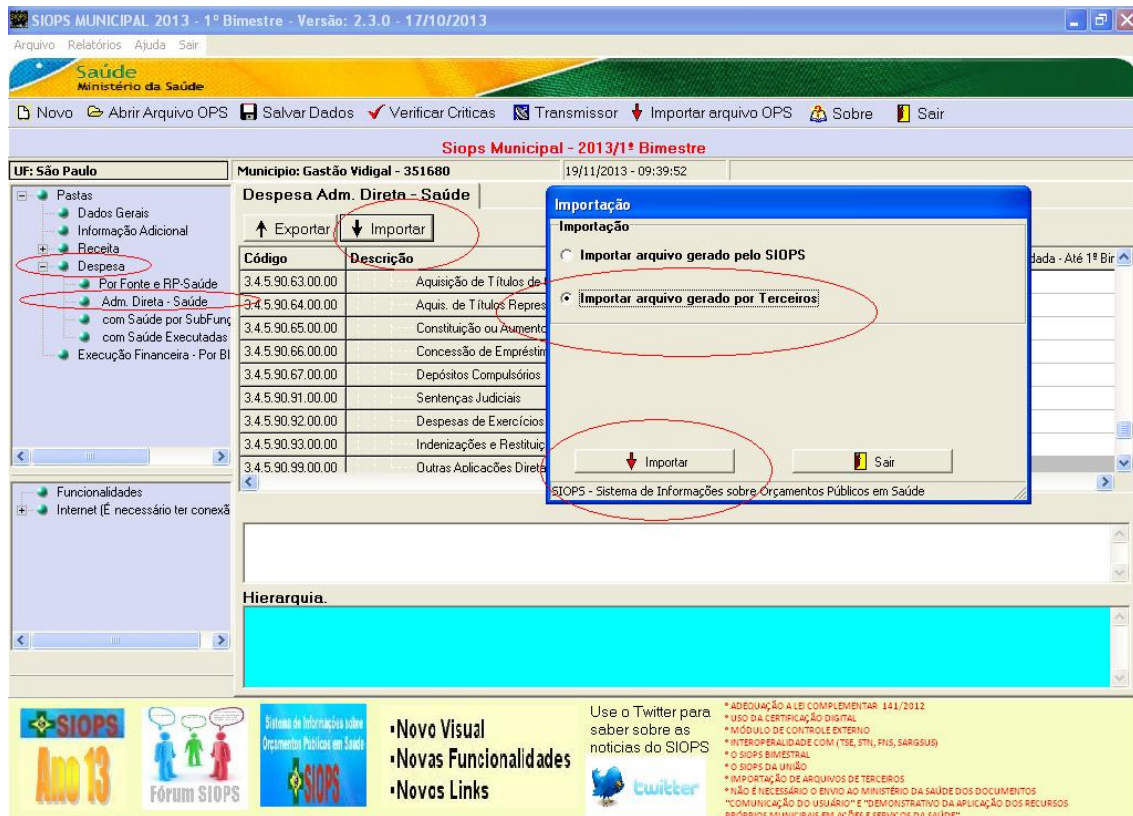 SIOPS MUNICIPAL 2013 - 1º Bimestre - Versão: 2.3.0 - 17/10/2013
Arquivo Relatórios Ajuda Sair
Saúde
Ministério da Saúde
Novo Abrir Arquivo OPS Salvar Dados Verificar Criticas Transmissor Importar arquivo OPS Sobre Sair
Siops Municipal - 2013/1º Bimestre
UF: São Paulo Municipio: Gastão Vidigal - 351680 19/11/2013 - 09:39:52
Pastas
Dados Gerais
Informação Adicional
Receita
Despesa
Por Fonte e RP-Saúde
Adm. Direta - Saúde
com Saúde por SubFunç
com Saúde Executadas
Execução Financeira - Por Bl
Funcionalidades
Internet (É necessário ter conexã
Despesa Adm. Direta - Saúde
Exportar Importar
Código Descrição dada - Até 1º Bir
3.4.5.90.63.00.00 Aquisição de Títulos de
3.4.5.90.64.00.00 Aquis. de Títulos Repres
3.4.5.90.65.00.00 Constituição ou Aumento
3.4.5.90.66.00.00 Concessão de Empréstim
3.4.5.90.67.00.00 Depósitos Compulsórios
3.4.5.90.91.00.00 Sentenças Judiciais
3.4.5.90.92.00.00 Despesas de Exercícios
3.4.5.90.93.00.00 Indenizações e Restituiç
3.4.5.90.99.00.00 Outras Aplicações Direta
Importação
Importação
Importar arquivo gerado pelo SIOPS
Importar arquivo gerado por Terceiros
Importar Sair
SIOPS - Sistema de Informações sobre Orçamentos Públicos em Saúde
Hierarquia.
SIOPS
Ano 13
Fórum SIOPS
Sistema de Informações sobre
Orçamentos Públicos em Saúde
SIOPS
▪Novo Visual
▪Novas Funcionalidades
▪Novos Links
Use o Twitter para
saber sobre as
noticias do SIOPS
twitter
* ADEQUAÇÃO A LEI COMPLEMENTAR 141/2012
* USO DA CERTIFICAÇÃO DIGITAL
* MÓDULO DE CONTROLE EXTERNO
* INTEROPERALIDADE COM (TSE, STN, FNS, SARGSUS)
* O SIOPS BIMESTRAL
* O SIOPS DA UNIÃO
* IMPORTAÇÃO DE ARQUIVOS DE TERCEIROS
* NÃO É NECESSÁRIO O ENVIO AO MINISTÉRIO DA SAÚDE DOS DOCUMENTOS
"COMUNICAÇÃO DO USUÁRIO" E "DEMONSTRATIVO DA APLICAÇÃO DOS RECURSOS
PRÓPRIOS MUNICIPAIS EM AÇÕES E SERVIÇOS DA SAÚDE"